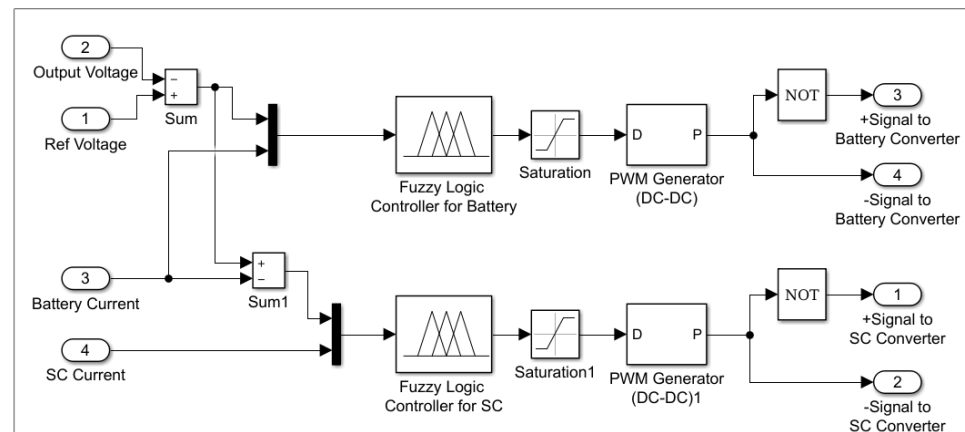 2
Output Voltage
−
+
Sum
1
Ref Voltage
Fuzzy Logic
Controller for Battery
Saturation
D
P
PWM Generator
(DC-DC)
NOT
3
+Signal to
Battery Converter
4
-Signal to
Battery Converter
3
Battery Current
+
−
Sum1
4
SC Current
Fuzzy Logic
Controller for SC
Saturation1
D
P
PWM Generator
(DC-DC)1
NOT
1
+Signal to
SC Converter
2
-Signal to
SC Converter